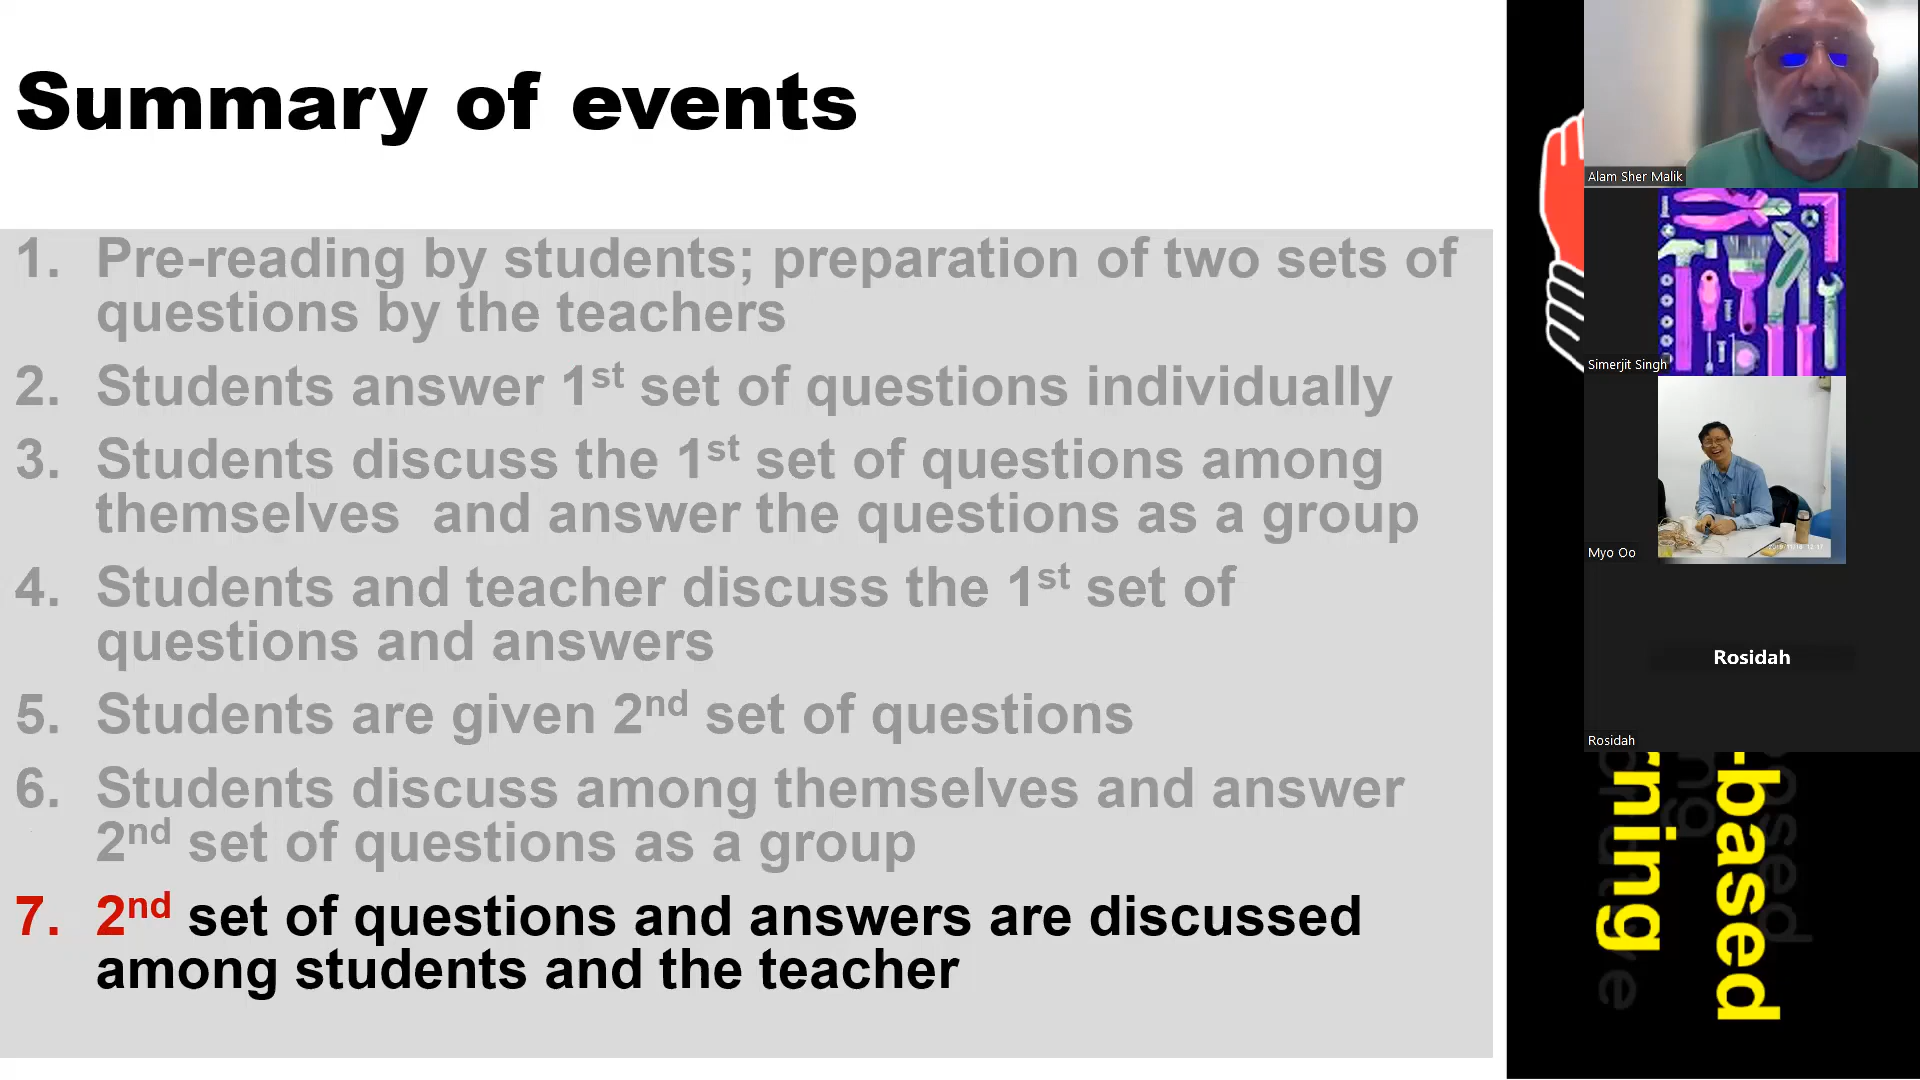 Summary of events
1. Pre-reading by students; preparation of two sets of
questions by the teachers
2. Students answer 1st set of questions individually
3. Students discuss the 1st set of questions among
themselves  and answer the questions as a group
4. Students and teacher discuss the 1st set of
questions and answers
5. Students are given 2nd set of questions
6. Students discuss among themselves and answer
2nd set of questions as a group
7. 2nd set of questions and answers are discussed
among students and the teacher
Alam Sher Malik
Simerjit Singh
Myo Oo
Rosidah
Rosidah
-based
rning